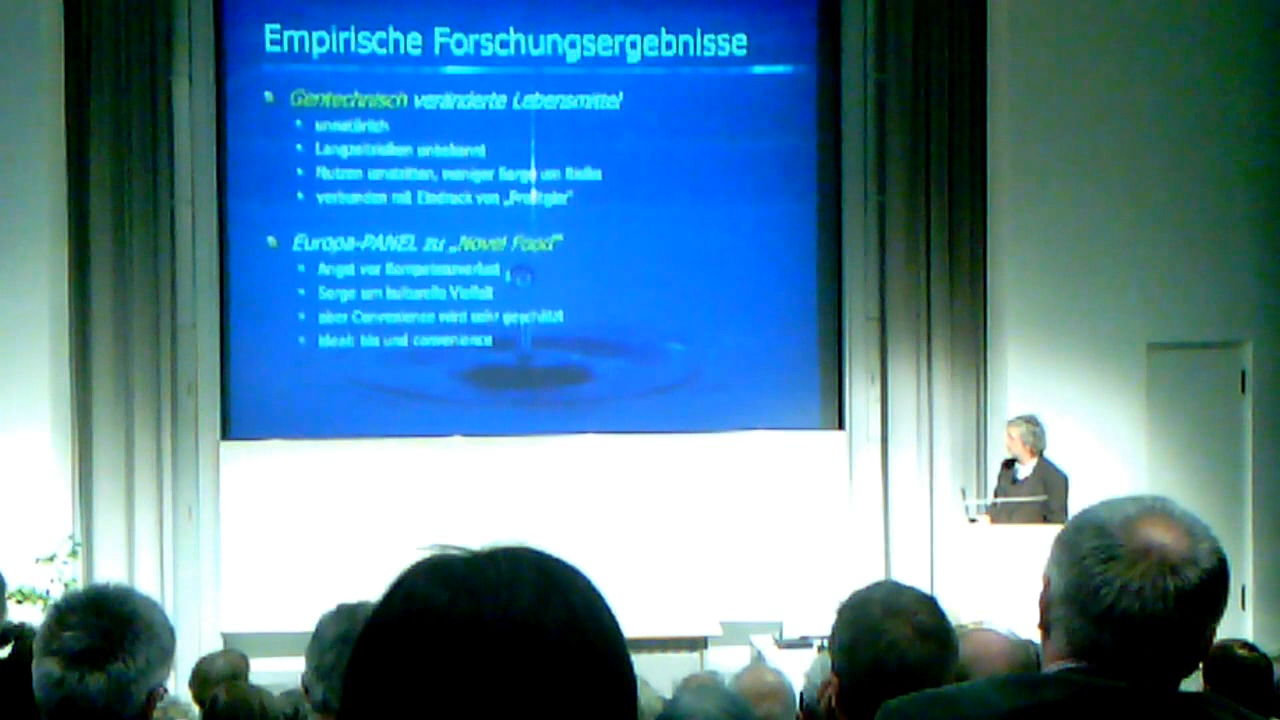 Empirische Forschungsergebnisse
Gentechnisch veränderte Lebensmittel
unnatürlich
Langzeitrisiken unbekannt
Nutzen umstritten, weniger Sorge um Risiko
verbunden mit Eindruck von
Europa-PANEL zu „Novel Food"
Angst vor Kompetenzverlust
Sorge um kulturelle Vielfalt
aber Convenience wird sehr geschätzt
Ideal: bio und convenience